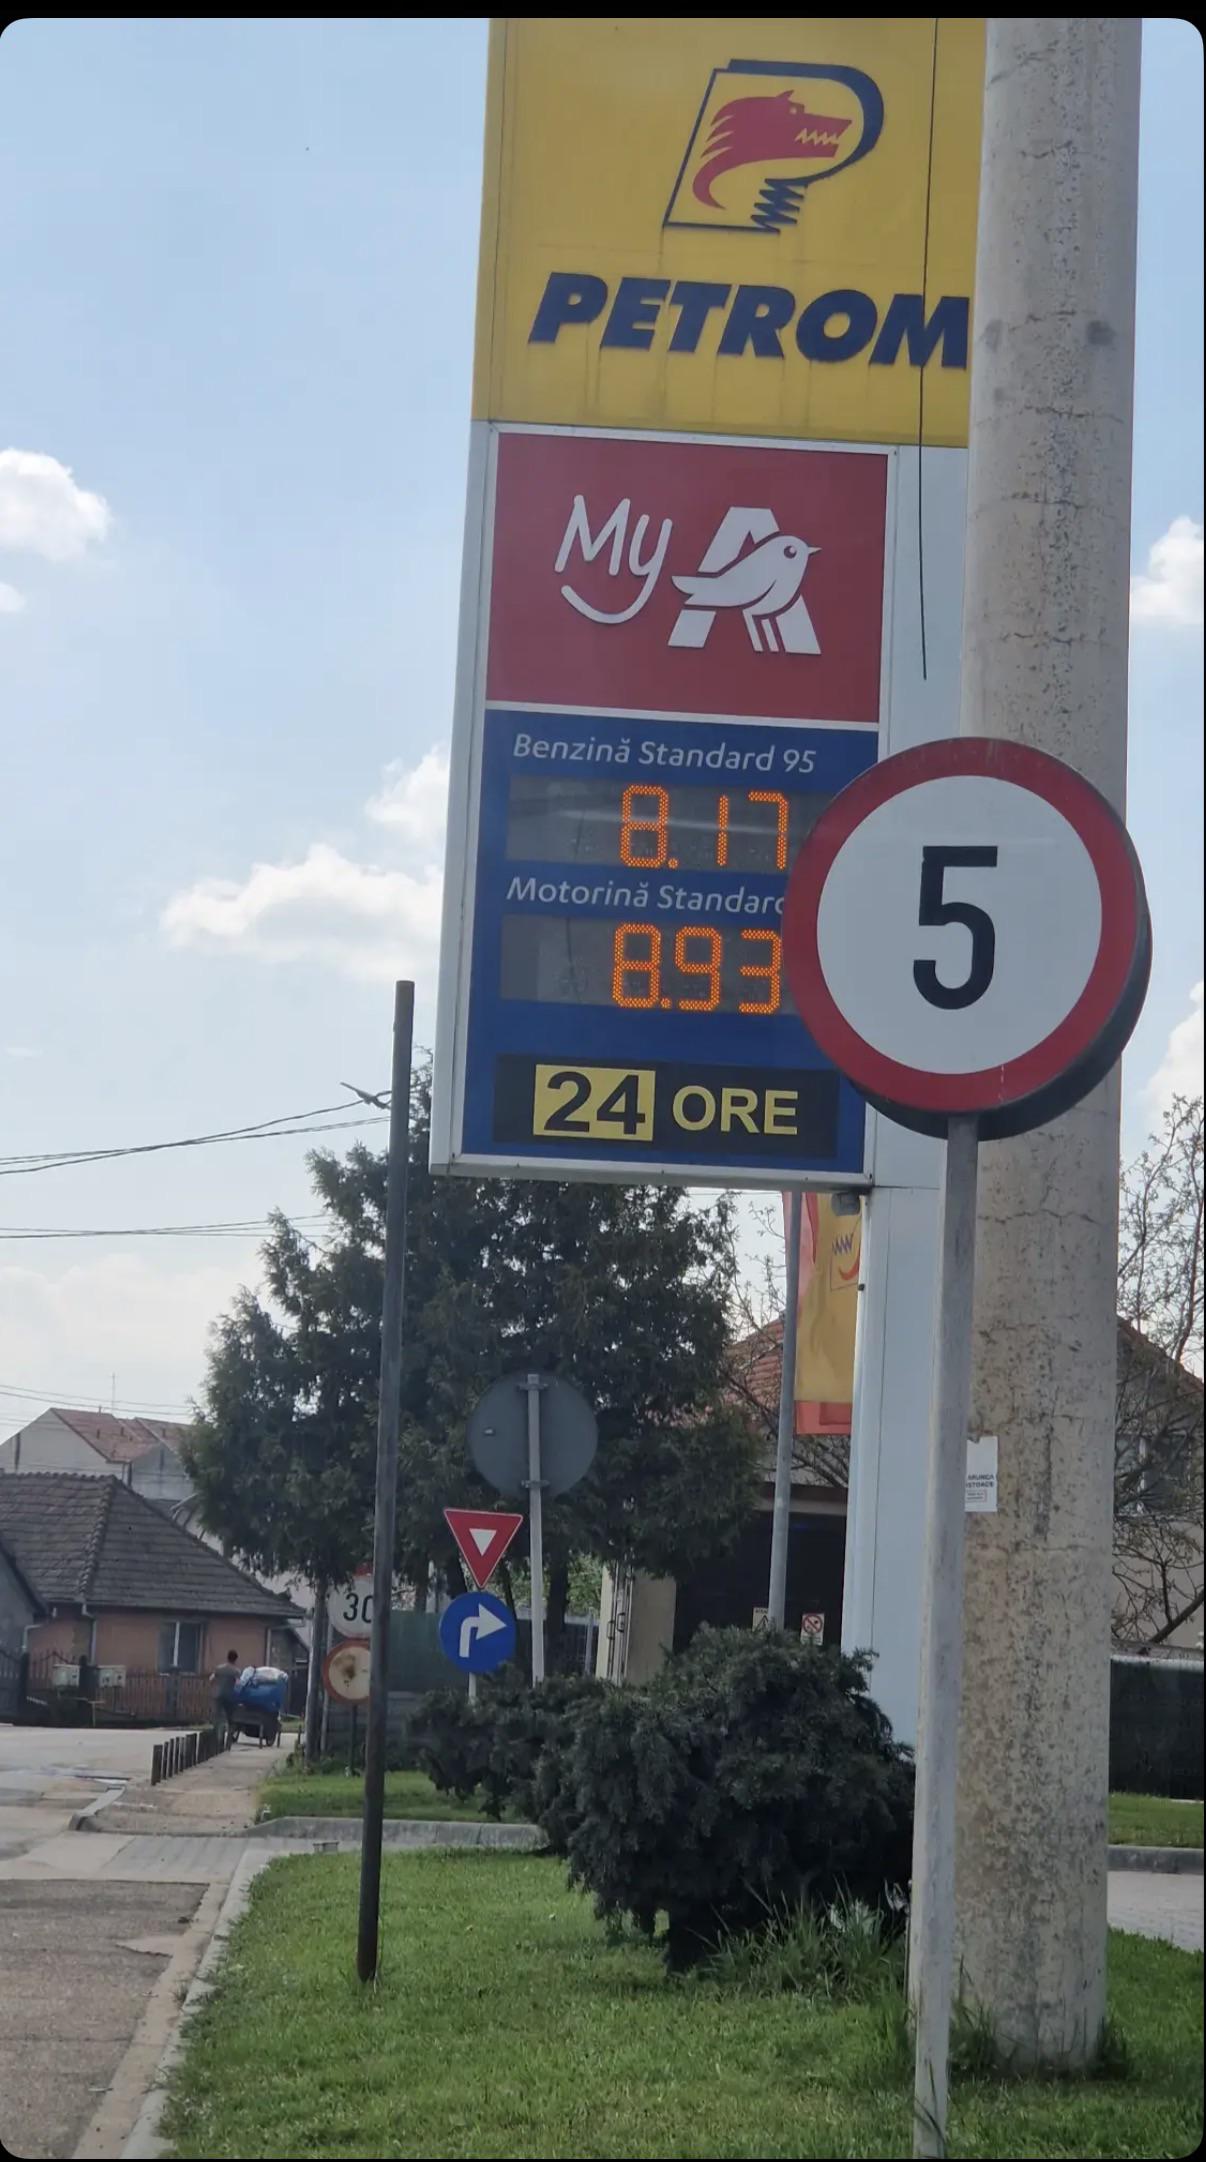 PETROM
My
Benzină Standard 95
8.17
Motorină Standard
8.93
5
24 ORE
30